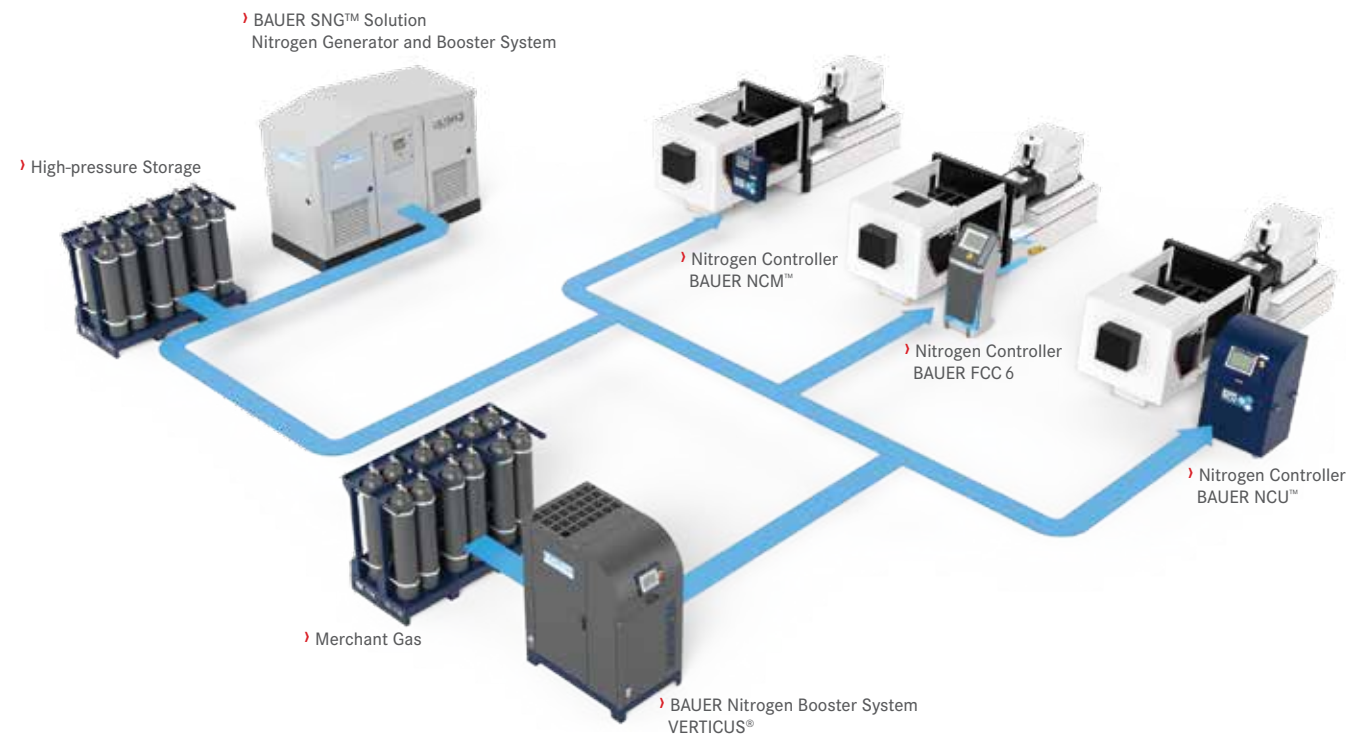 › BAUER SNG™ Solution
Nitrogen Generator and Booster System
› High-pressure Storage
› Nitrogen Controller
BAUER NCM™
› Nitrogen Controller
BAUER FCC 6
› Nitrogen Controller
BAUER NCU™
› Merchant Gas
› BAUER Nitrogen Booster System
VERTICUS®